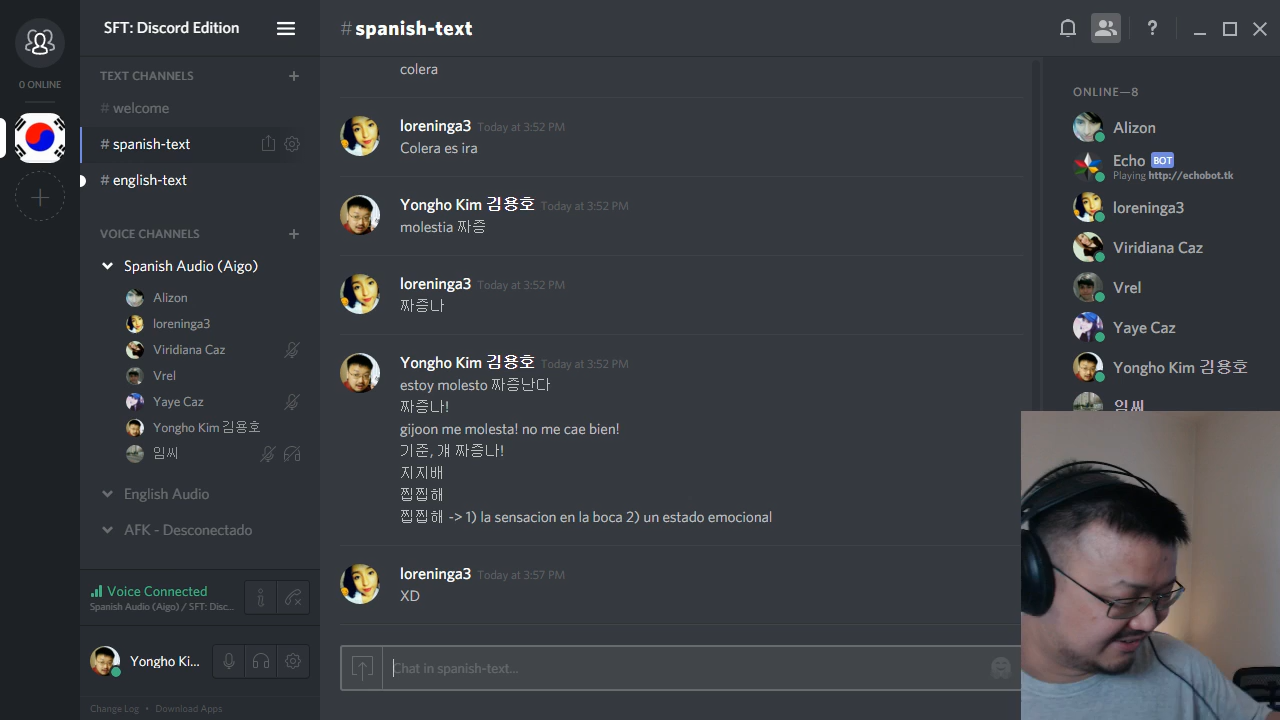 SFT: Discord Edition
0 ONLINE
TEXT CHANNELS
# welcome
# spanish-text
# english-text
VOICE CHANNELS
Spanish Audio (Aigo)
Alizon
loreninga3
Viridiana Caz
Vrel
Yaye Caz
Yongho Kim 김용호
임씨
English Audio
AFK - Desconectado
Voice Connected
Spanish Audio (Aigo) / SFT: Disc...
Yongho Ki...
Change Log • Download Apps
#spanish-text
colera
loreninga3 Today at 3:52 PM
Colera es ira
Yongho Kim 김용호 Today at 3:52 PM
molestia 짜증
loreninga3 Today at 3:52 PM
짜증나
Yongho Kim 김용호 Today at 3:52 PM
estoy molesto 짜증난다
짜증나!
gijoon me molesta! no me cae bien!
기준, 걔 짜증나!
지지배
찝찝해
찝찝해 -> 1) la sensacion en la boca 2) un estado emocional
loreninga3 Today at 3:57 PM
XD
Chat in spanish-text...
ONLINE—8
Alizon
Echo BOT
Playing http://echobot.tk
loreninga3
Viridiana Caz
Vrel
Yaye Caz
Yongho Kim 김용호
임씨